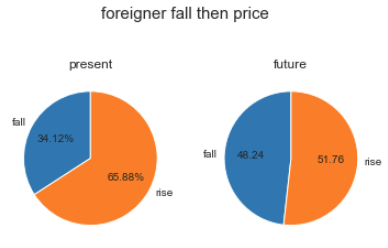 foreigner fall then price
present
future
fall
34.12%
65.88%
rise
fall
48.24
51.76
rise